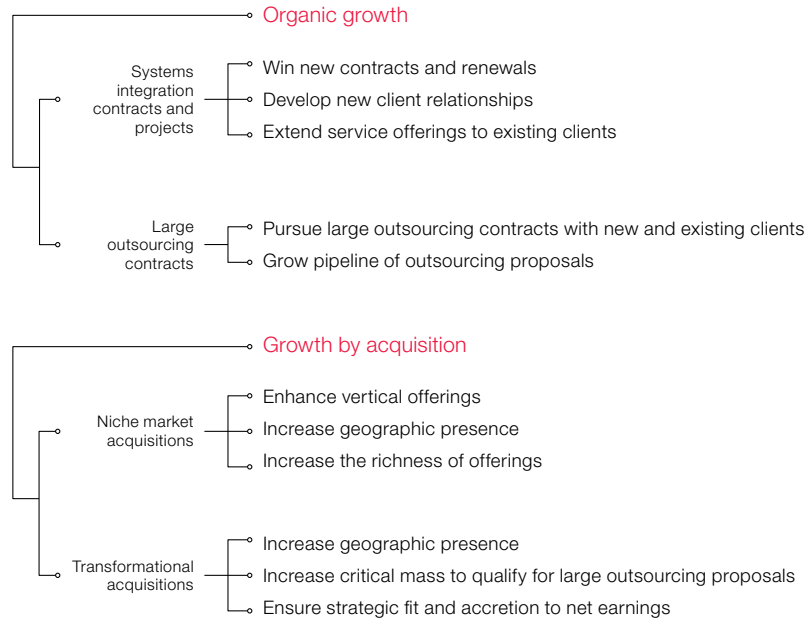 Organic growth
Systems
integration
contracts and
projects
Win new contracts and renewals
Develop new client relationships
Extend service offerings to existing clients
Large
outsourcing
contracts
Pursue large outsourcing contracts with new and existing clients
Grow pipeline of outsourcing proposals
Growth by acquisition
Niche market
acquisitions
Enhance vertical offerings
Increase geographic presence
Increase the richness of offerings
Transformational
acquisitions
Increase geographic presence
Increase critical mass to qualify for large outsourcing proposals
Ensure strategic fit and accretion to net earnings